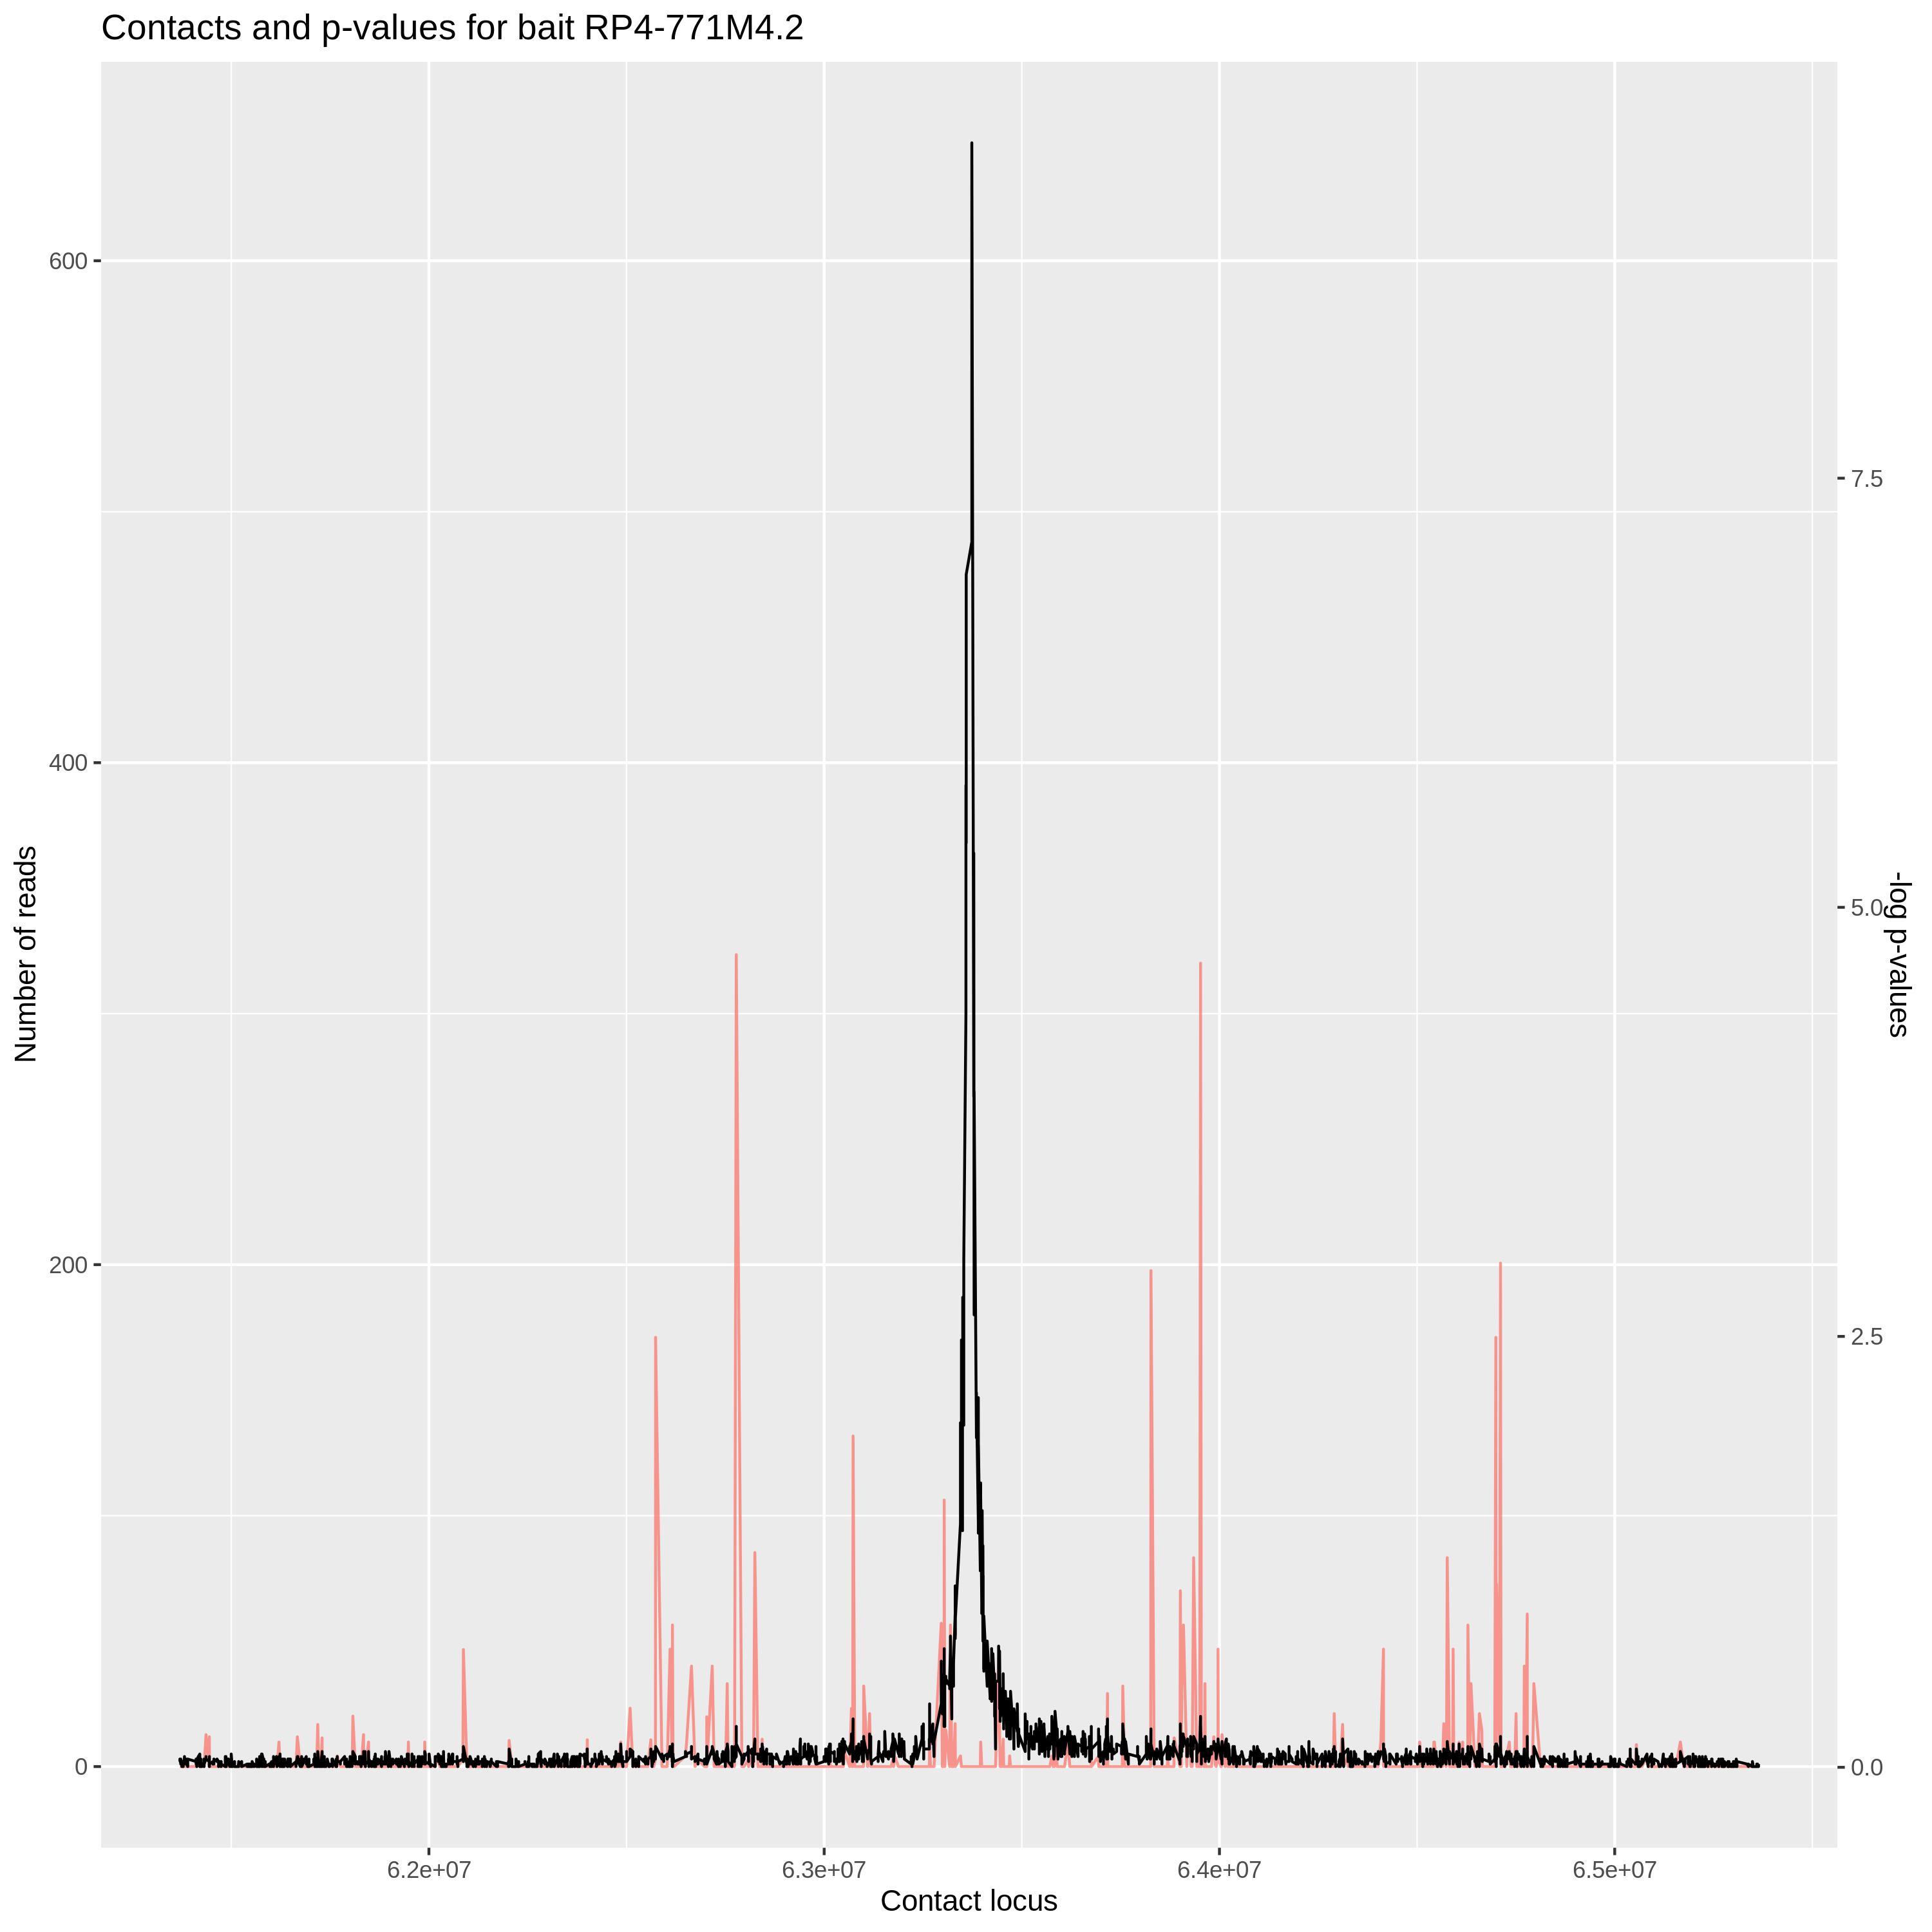 Contacts and p-values for bait RP4-771M4.2
Number of reads
600
400
200
0
7.5
5.0
2.5
0.0
-log p-values
6.2e+07
6.3e+07
6.4e+07
6.5e+07
Contact locus